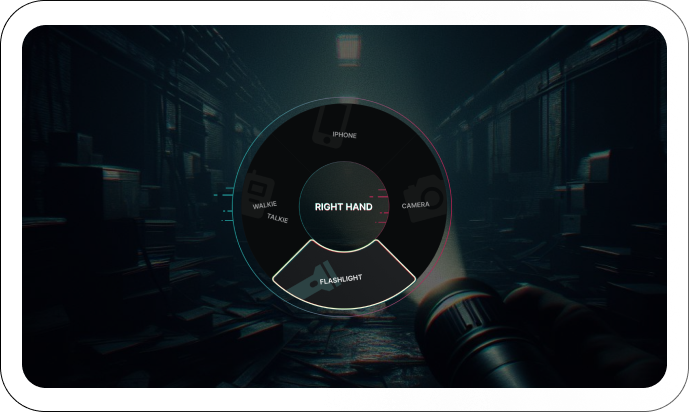 IPHONE
WALKIE
TALKIE
RIGHT HAND
CAMERA
FLASHLIGHT